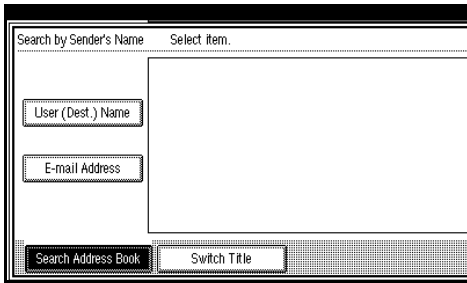 Search by Sender's Name Select item.
User (Dest.) Name
E-mail Address
Search Address Book Switch Title